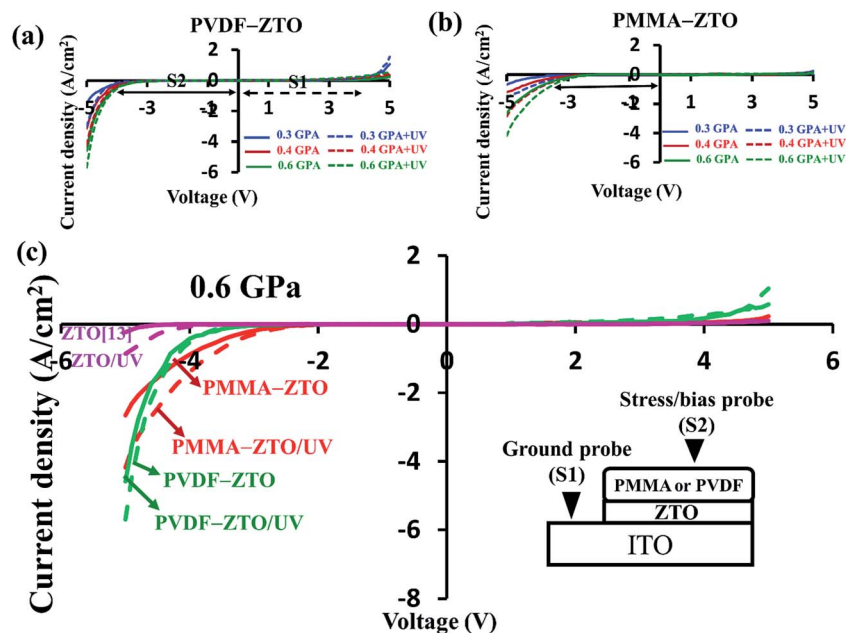 (a)
PVDF–ZTO
Current density (A/cm²)
2
0
-2
-4
-6
-5
-3
-1
1
3
5
S2
S1
0.3 GPA
0.3 GPA+UV
0.4 GPA
0.4 GPA+UV
0.6 GPA
0.6 GPA+UV
Voltage (V)
(b)
PMMA–ZTO
Current density (A/cm²)
2
0
-2
-4
-6
-5
-3
-1
1
3
5
0.3 GPA
0.3 GPA+UV
0.4 GPA
0.4 GPA+UV
0.6 GPA
0.6 GPA+UV
Voltage (V)
(c)
0.6 GPa
Current density (A/cm²)
2
0
-2
-4
-6
-8
-6
-4
-2
0
2
4
6
ZTO[13]
ZTO/UV
PMMA–ZTO
PMMA–ZTO/UV
PVDF–ZTO
PVDF–ZTO/UV
Stress/bias probe
(S2)
Ground probe
(S1)
PMMA or PVDF
ZTO
ITO
Voltage (V)